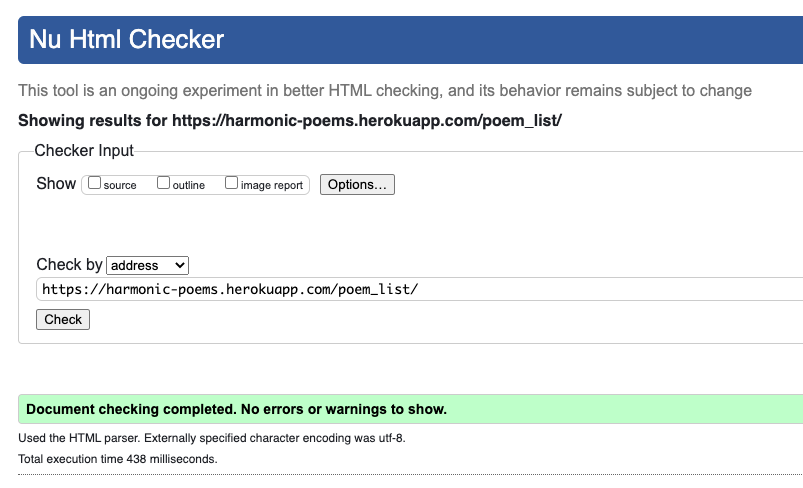 Nu Html Checker
This tool is an ongoing experiment in better HTML checking, and its behavior remains subject to change
Showing results for https://harmonic-poems.herokuapp.com/poem_list/
Checker Input
Show source outline image report Options...
Check by address
https://harmonic-poems.herokuapp.com/poem_list/
Check
Document checking completed. No errors or warnings to show.
Used the HTML parser. Externally specified character encoding was utf-8.
Total execution time 438 milliseconds.